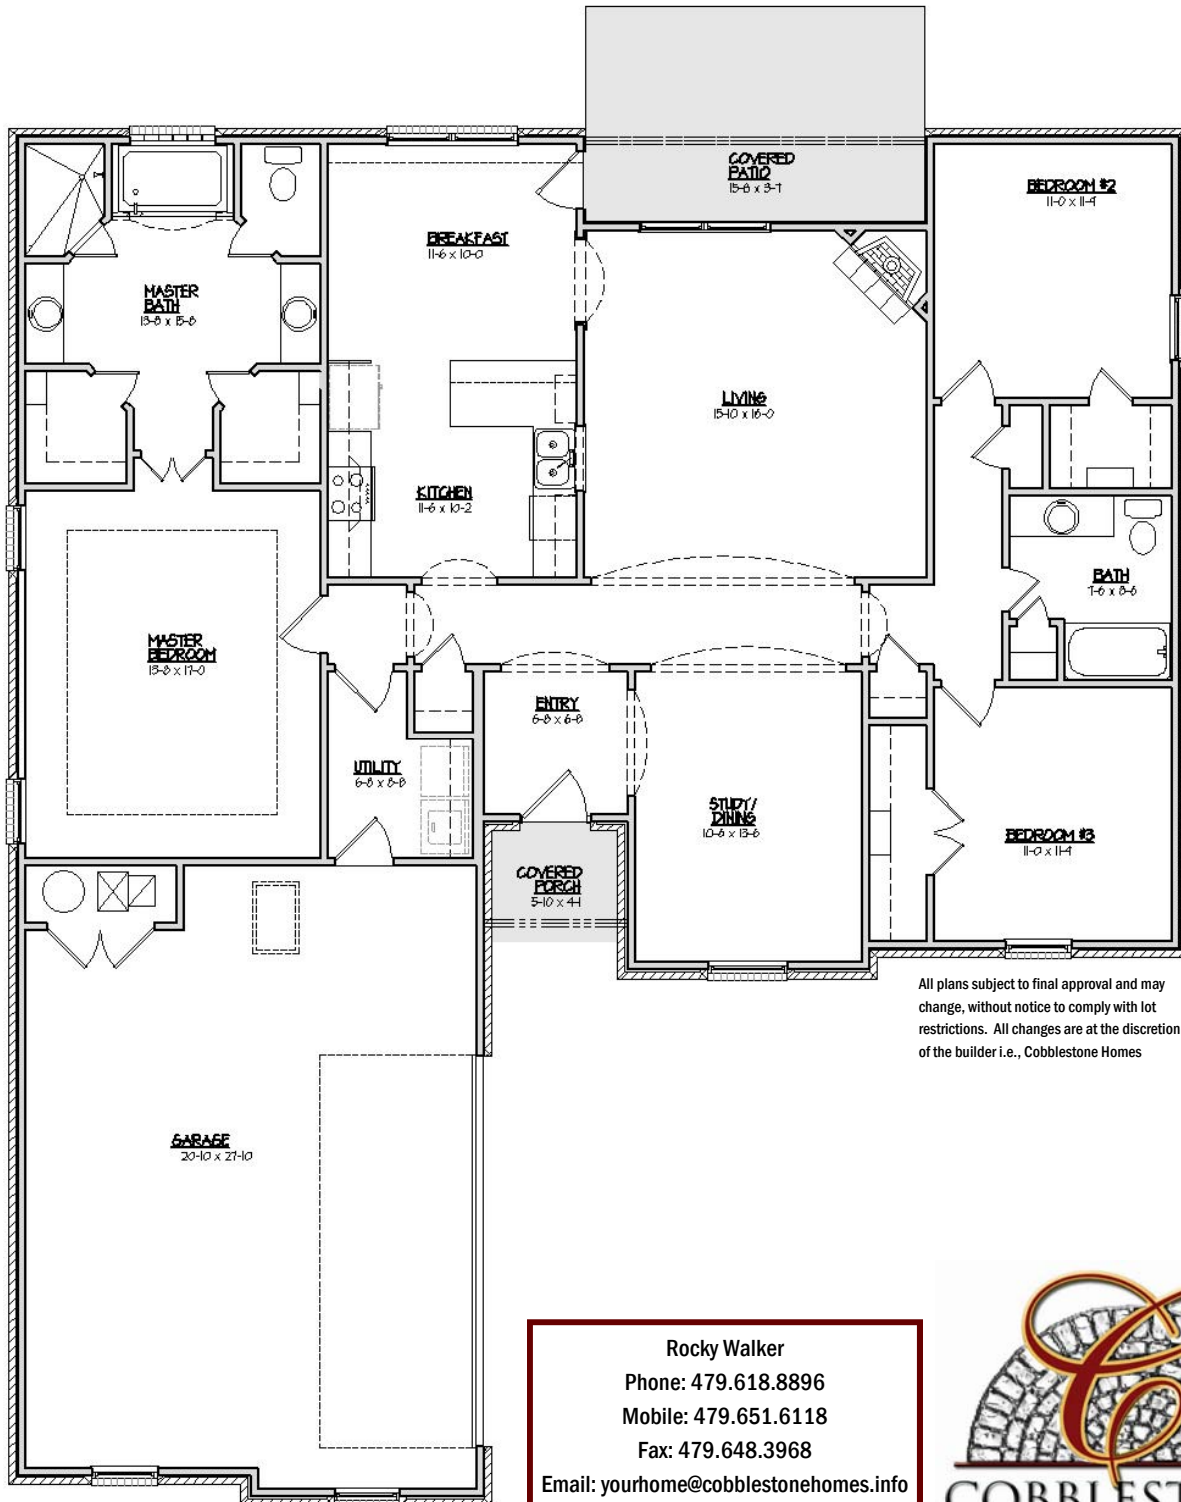 COVERED
PATIO
15-6 x 3-7
BEDROOM #2
11-0 x 11-9
BREAKFAST
11-6 x 10-0
MASTER
BATH
13-8 x 15-8
LIVING
15-10 x 16-0
KITCHEN
11-6 x 10-2
BATH
7-6 x 8-6
MASTER
BEDROOM
13-8 x 17-0
ENTRY
6-8 x 6-8
UTILITY
6-8 x 8-8
STUDY/
DINING
10-6 x 13-6
BEDROOM #3
11-0 x 11-9
COVERED
PORCH
5-10 x 4-1
All plans subject to final approval and may
change, without notice to comply with lot
restrictions. All changes are at the discretion
of the builder i.e., Cobblestone Homes
GARAGE
20-10 x 27-10
Rocky Walker
Phone: 479.618.8896
Mobile: 479.651.6118
Fax: 479.648.3968
Email: yourhome@cobblestonehomes.info
C
COBBLEST